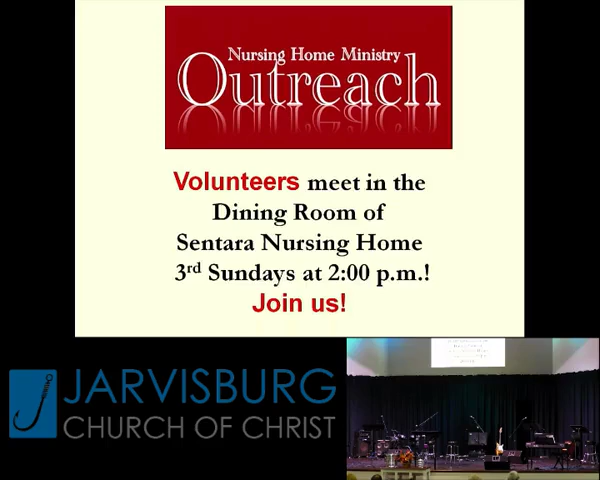 Nursing Home Ministry
Outreach
Volunteers meet in the
Dining Room of
Sentara Nursing Home
3rd Sundays at 2:00 p.m.!
Join us!
JARVISBURG
CHURCH OF CHRIST